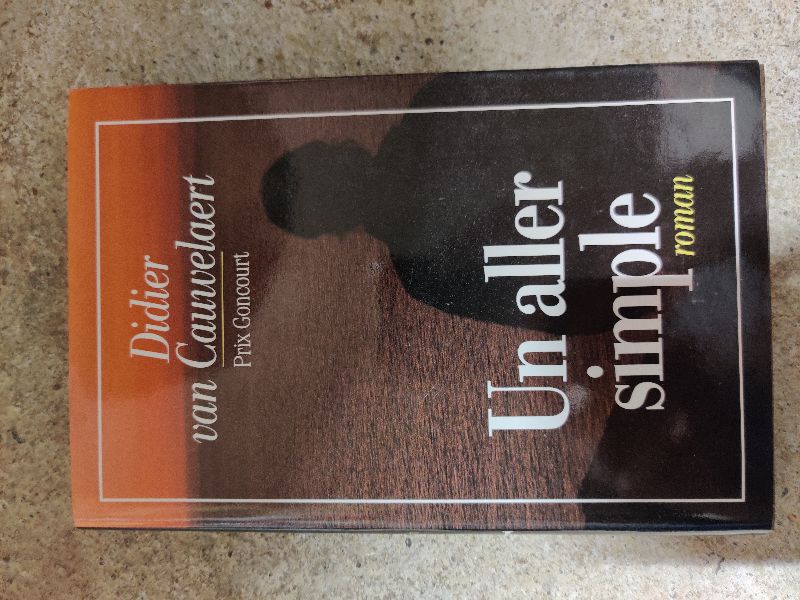 Didier
van Cauwelaert
Prix Goncourt
Un aller
simple
roman